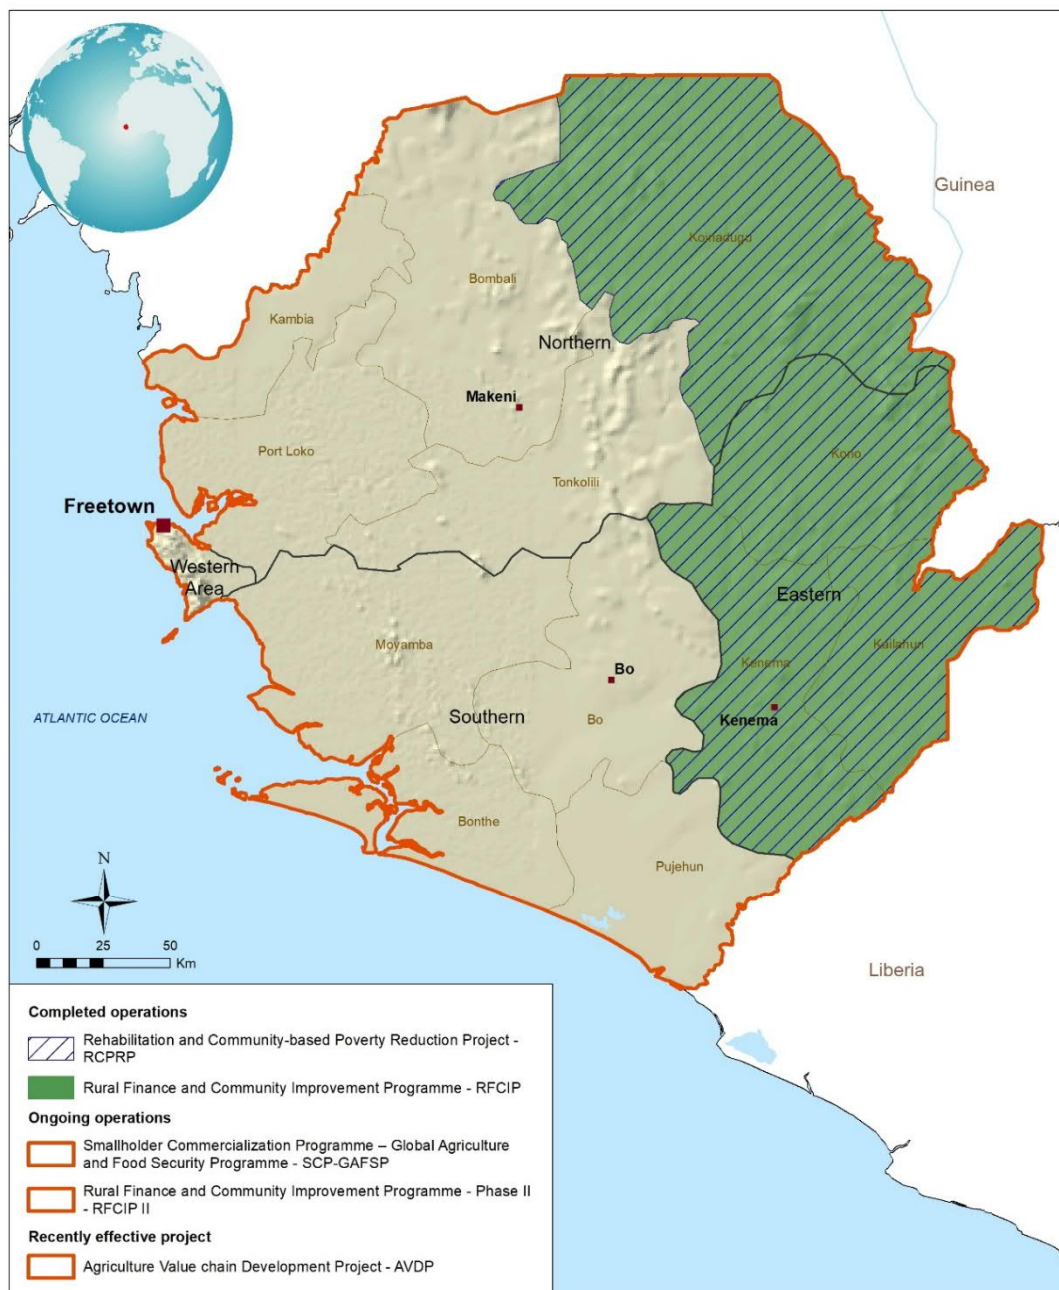 Guinea
Koinadugu
Bombali
Kambia
Northern
Makeni
Port Loko
Kono
Tonkolili
Freetown
Western
Area
Eastern
Moyamba
Kenema
Kailahun
Bo
ATLANTIC OCEAN
Southern
Bo
Kenema
Bonthe
Pujehun
N
0 25 50
Km
Liberia
Completed operations
Rehabilitation and Community-based Poverty Reduction Project -
RCPRP
Rural Finance and Community Improvement Programme - RFCIP
Ongoing operations
Smallholder Commercialization Programme – Global Agriculture
and Food Security Programme - SCP-GAFSP
Rural Finance and Community Improvement Programme - Phase II
- RFCIP II
Recently effective project
Agriculture Value chain Development Project - AVDP